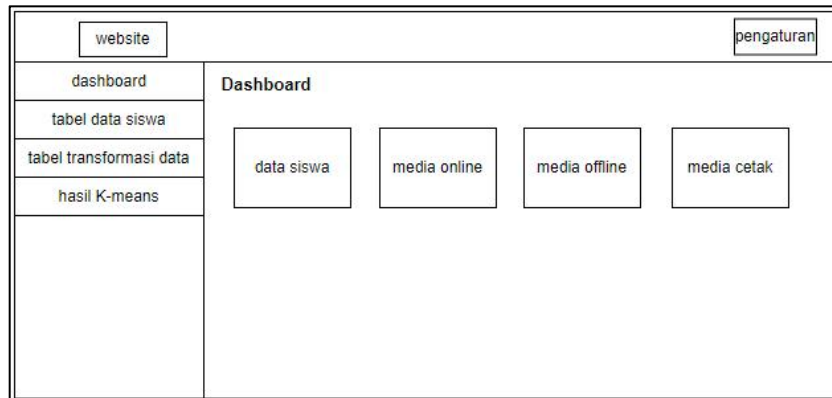 website
pengaturan
dashboard
tabel data siswa
tabel transformasi data
hasil K-means
Dashboard
data siswa
media online
media offline
media cetak